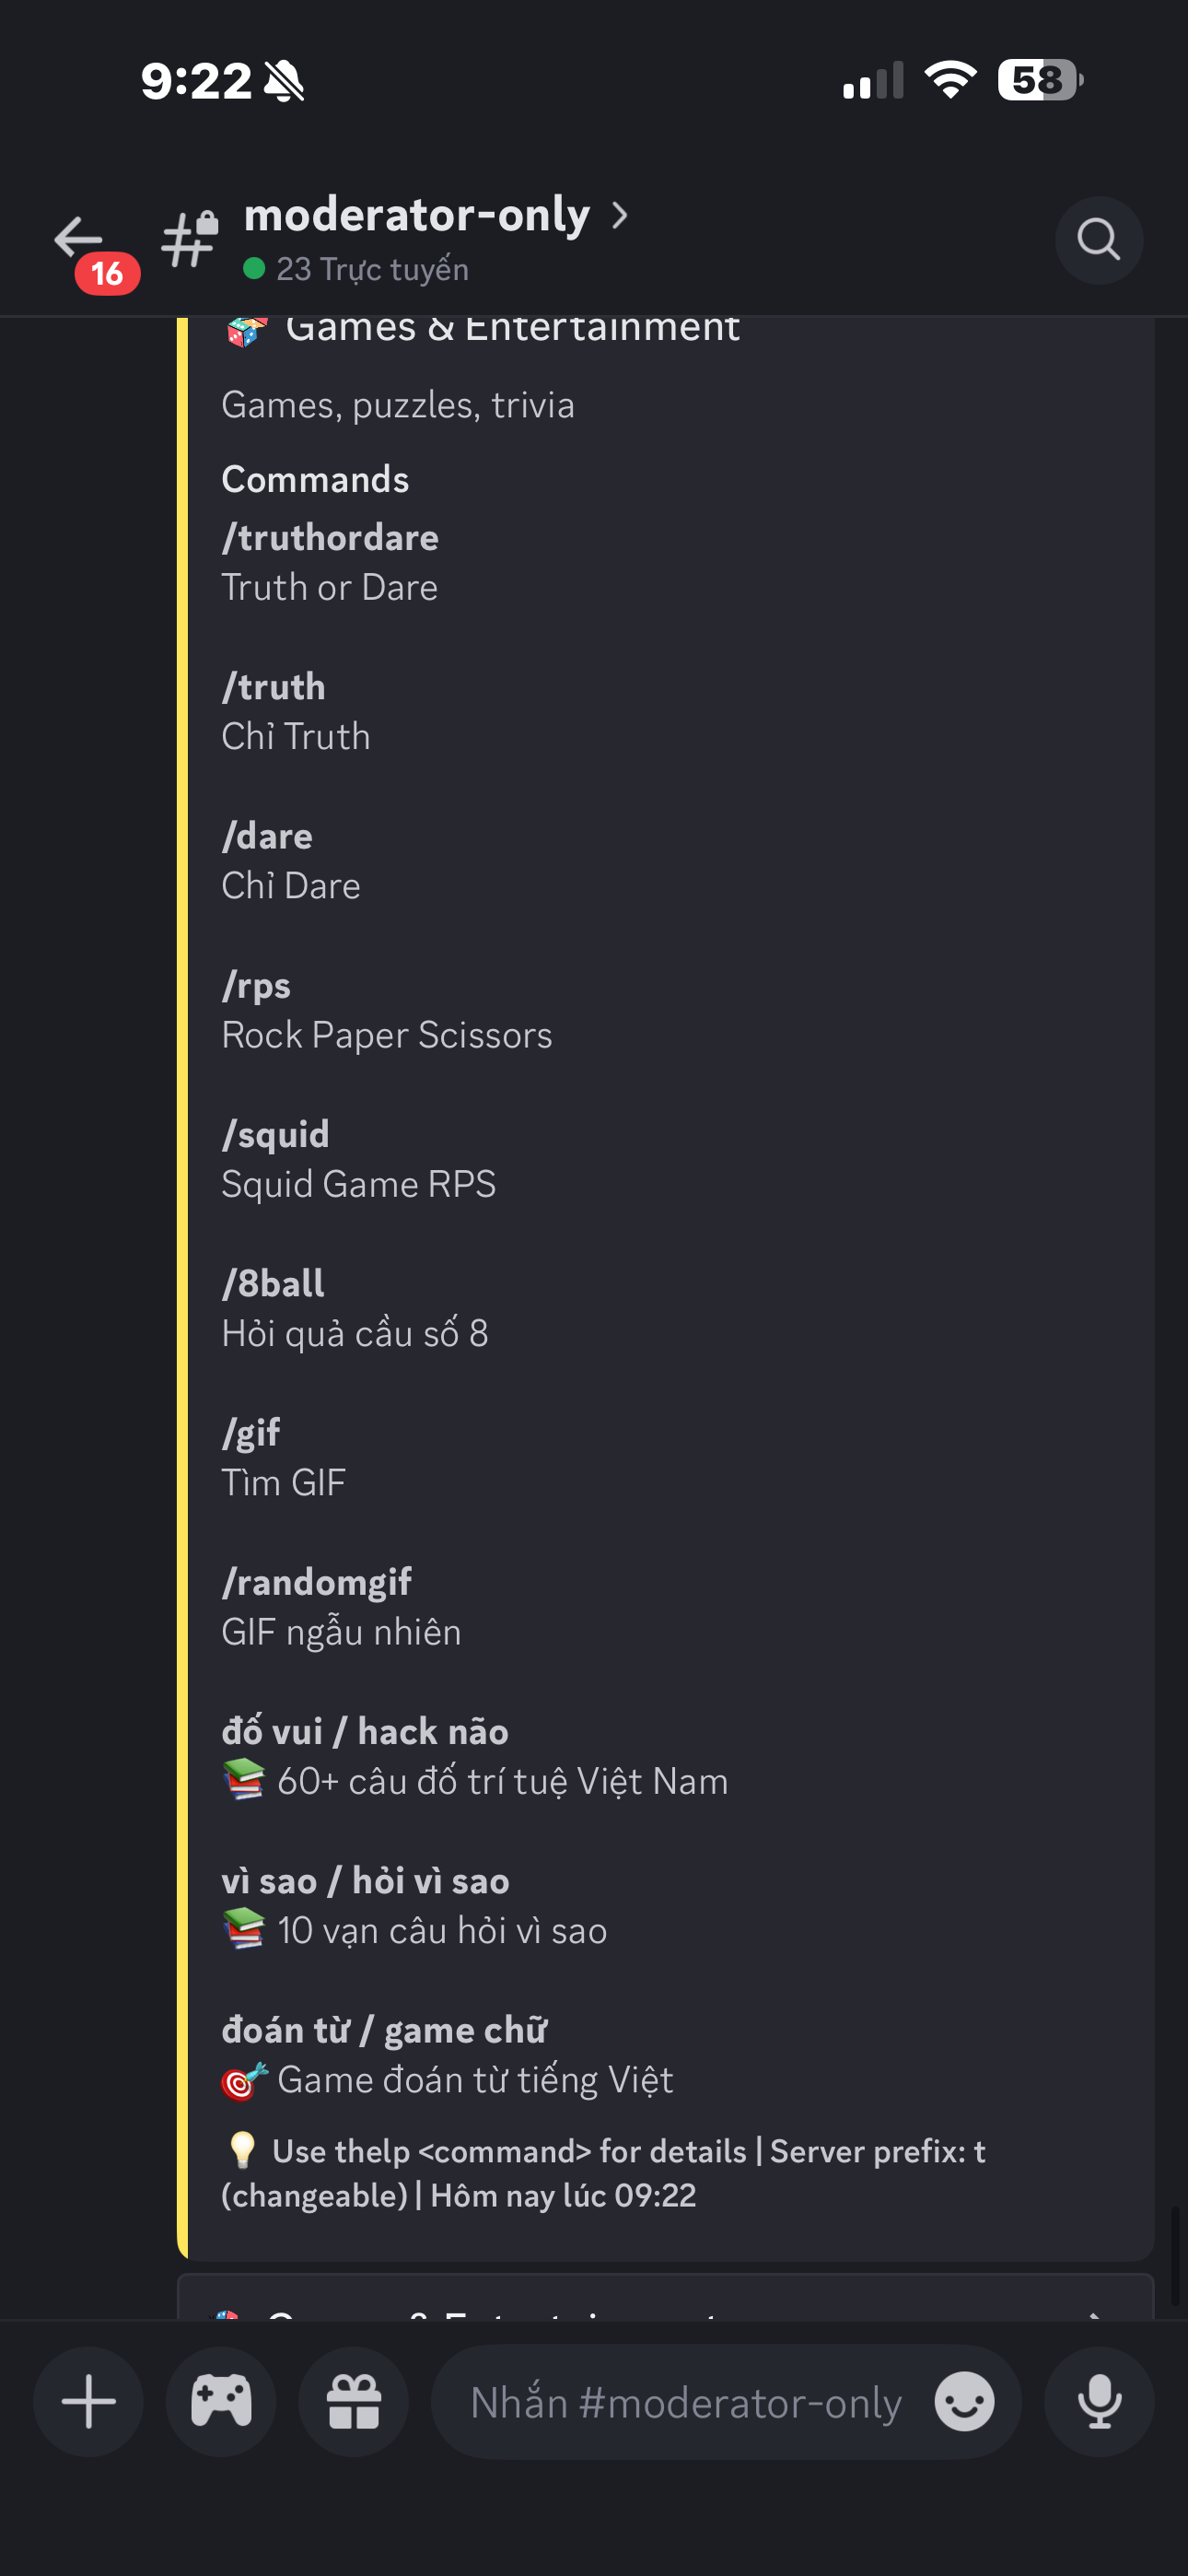 9:22
58
moderator-only
16
23 Trực tuyến
Games & Entertainment
Games, puzzles, trivia
Commands
/truthordare
Truth or Dare
/truth
Chỉ Truth
/dare
Chỉ Dare
/rps
Rock Paper Scissors
/squid
Squid Game RPS
/8ball
Hỏi quả cầu số 8
/gif
Tìm GIF
/randomgif
GIF ngẫu nhiên
đố vui / hack não
📚 60+ câu đố trí tuệ Việt Nam
vì sao / hỏi vì sao
📚 10 vạn câu hỏi vì sao
đoán từ / game chữ
🎯 Game đoán từ tiếng Việt
💡 Use thelp <command> for details | Server prefix: t
(changeable) | Hôm nay lúc 09:22
Nhắn #moderator-only